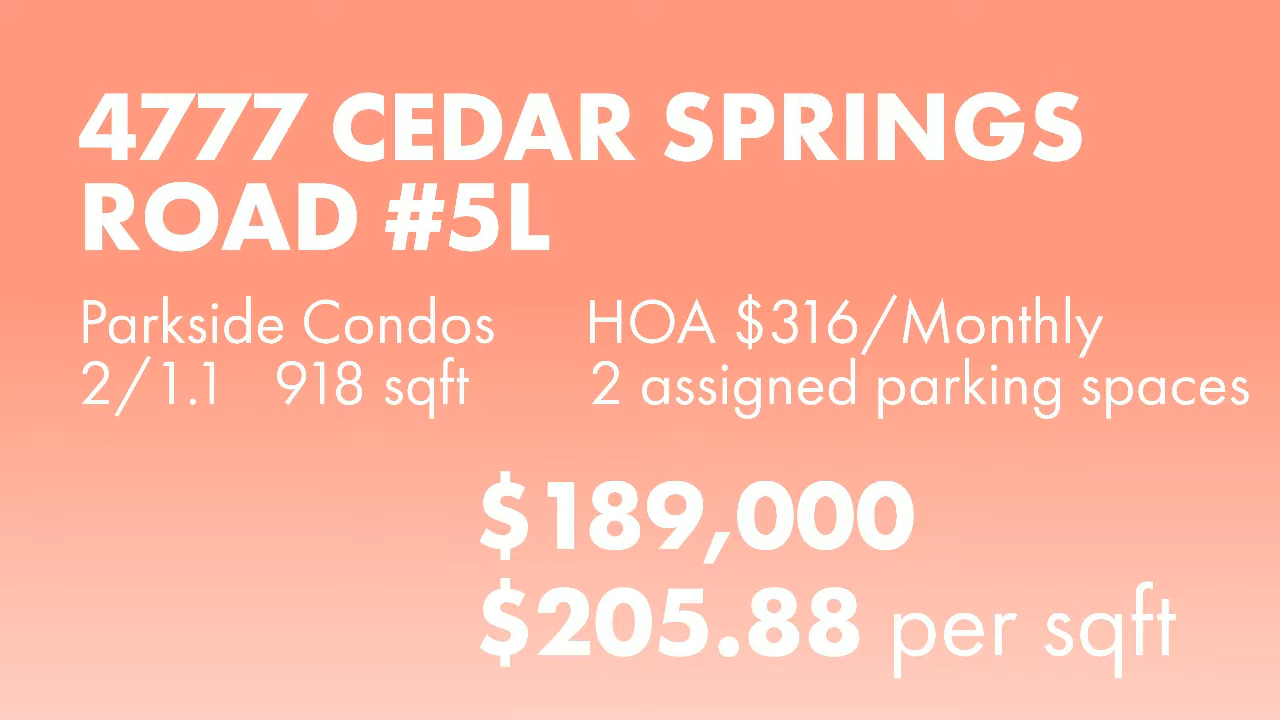 4777 CEDAR SPRINGS
ROAD #5L
Parkside Condos HOA $316/Monthly
2/1.1 918 sqft 2 assigned parking spaces
$189,000
$205.88 per sqft